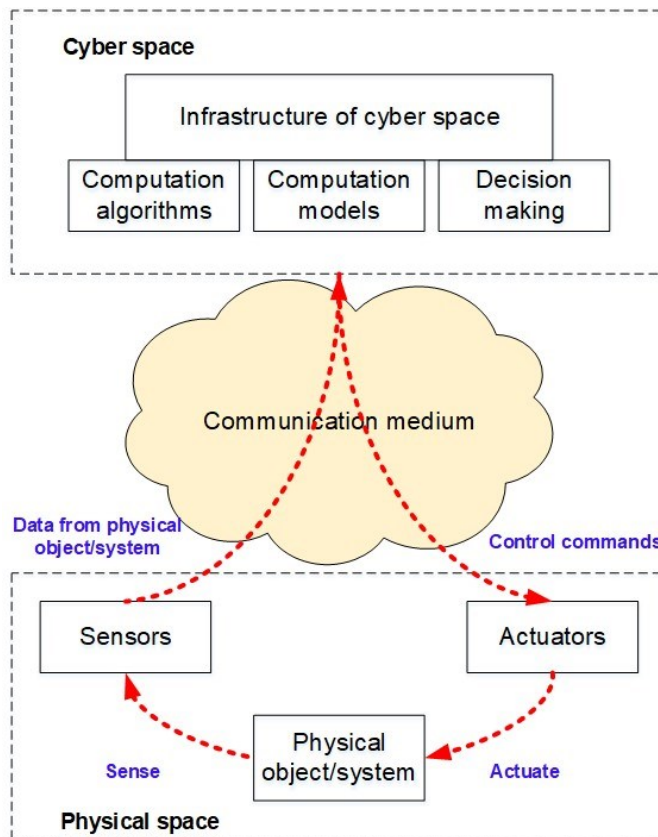 Cyber space
Infrastructure of cyber space
Computation
algorithms
Computation
models
Decision
making
Communication medium
Data from physical
object/system
Control commands
Sensors
Actuators
Physical
object/system
Sense
Actuate
Physical space